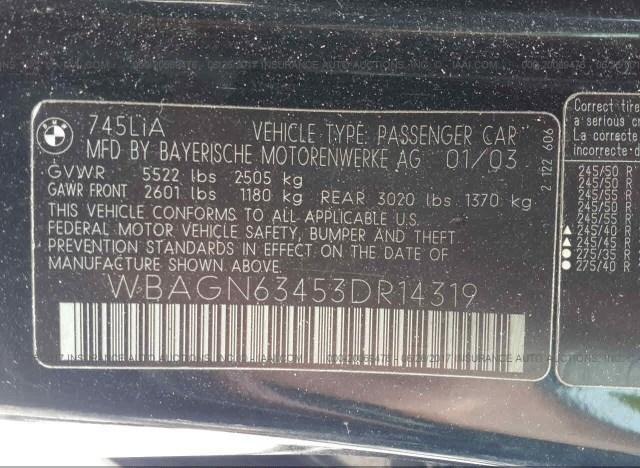 745LiA VEHICLE TYPE: PASSENGER CAR
MFD BY BAYERISCHE MOTORENWERKE AG 01/03
GVWR 5522 lbs 2505 kg
GAWR FRONT 2601 lbs 1180 kg REAR 3020 lbs 1370 kg
THIS VEHICLE CONFORMS TO ALL APPLICABLE U.S.
FEDERAL MOTOR VEHICLE SAFETY, BUMPER AND THEFT
PREVENTION STANDARDS IN EFFECT ON THE DATE OF
MANUFACTURE SHOWN ABOVE.
WBAGN63453DR14319
2 122 606
Correct tire
a serious c
La correcta
incorrectam
245/50 R
245/50 R
245/55 R
245/50 R
245/55 R
▲ 245/40 R
▲ 245/45 R
● 275/35 R
● 275/40 R